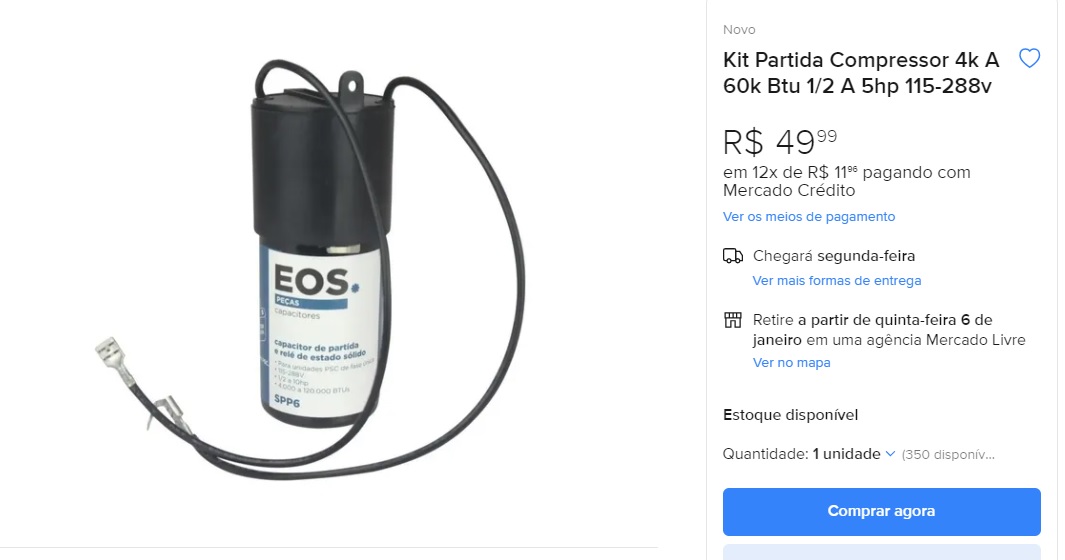 EOS.
PEÇAS
capacitores
capacitor de partida
e relé de estado sólido
• Para unidades PSC de fase única
• 115-288V
• 1/2 a 10hp
• 4.000 a 120.000 BTUs
SPP6
Novo
Kit Partida Compressor 4k A
60k Btu 1/2 A 5hp 115-288v
R$ 49⁹⁹
em 12x de R$ 11⁹⁶ pagando com
Mercado Crédito
Ver os meios de pagamento
Chegará segunda-feira
Ver mais formas de entrega
Retire a partir de quinta-feira 6 de
janeiro em uma agência Mercado Livre
Ver no mapa
Estoque disponível
Quantidade: 1 unidade (350 disponív...
Comprar agora